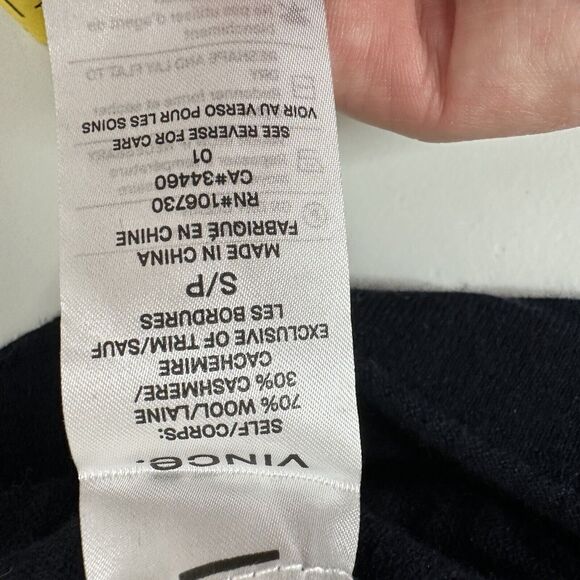 VINCE.
SELF/CORPS:
70% WOOL/LAINE
30% CASHMERE/
CACHEMIRE
EXCLUSIVE OF TRIM/SAUF
LES BORDURES
S/P
MADE IN CHINA
FABRIQUÉ EN CHINE
RN#106730
CA#34460
01
SEE REVERSE FOR CARE
VOIR AU VERSO POUR LES SOINS